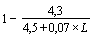 1 − 4,3 / (4,5 + 0,07 × L)